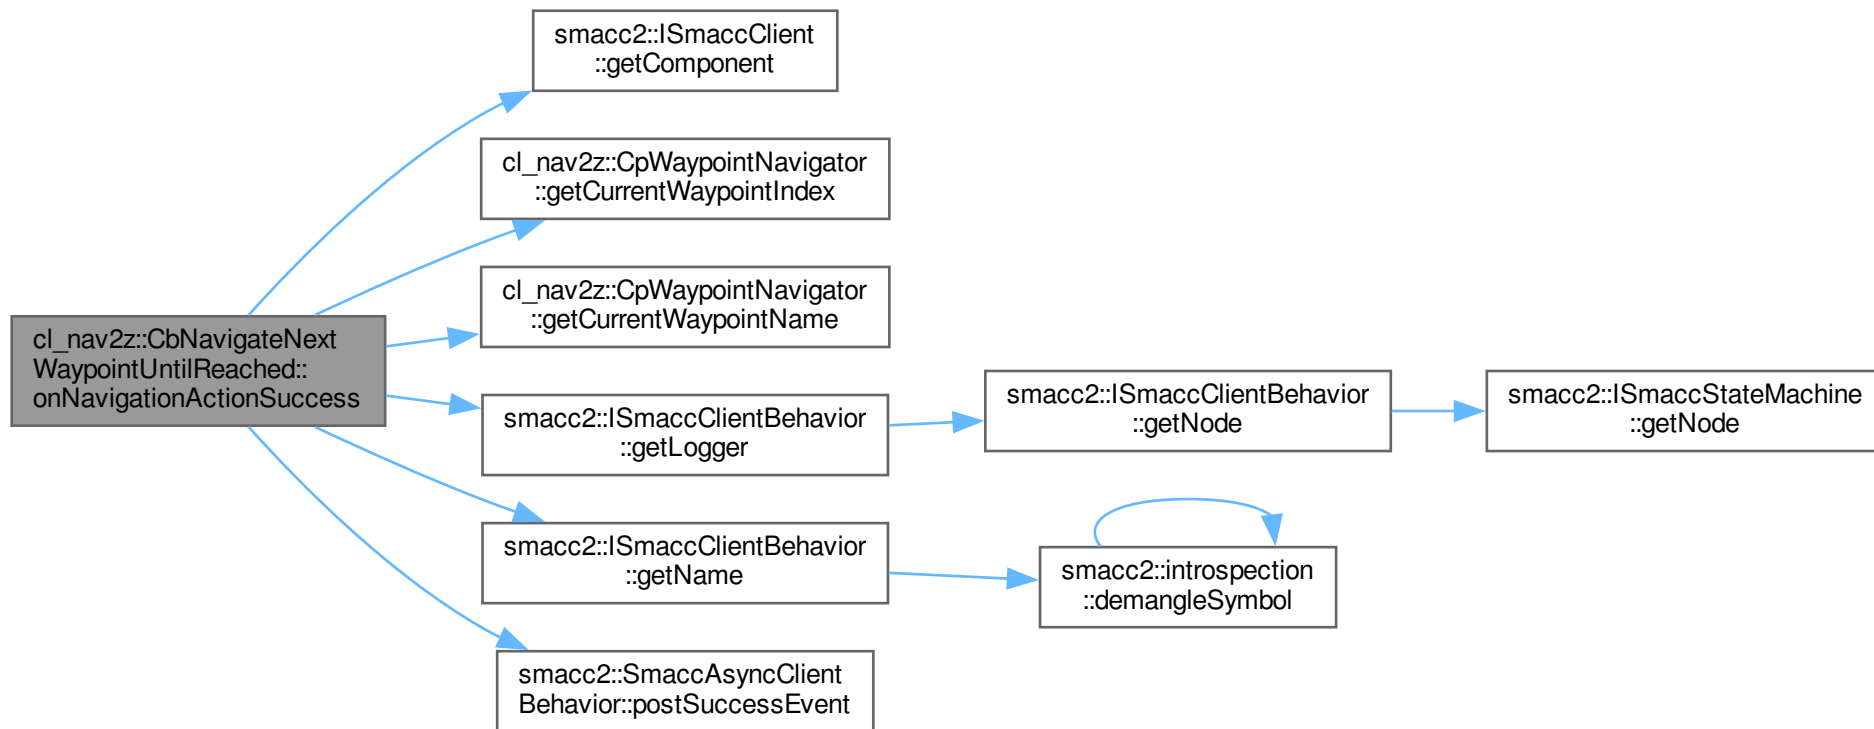 smacc2::ISmaccClient
::getComponent
cl_nav2z::CpWaypointNavigator
::getCurrentWaypointIndex
cl_nav2z::CpWaypointNavigator
::getCurrentWaypointName
cl_nav2z::CbNavigateNext
WaypointUntilReached::
onNavigationActionSuccess
smacc2::ISmaccClientBehavior
::getLogger
smacc2::ISmaccClientBehavior
::getNode
smacc2::ISmaccStateMachine
::getNode
smacc2::ISmaccClientBehavior
::getName
smacc2::introspection
::demangleSymbol
smacc2::SmaccAsyncClient
Behavior::postSuccessEvent